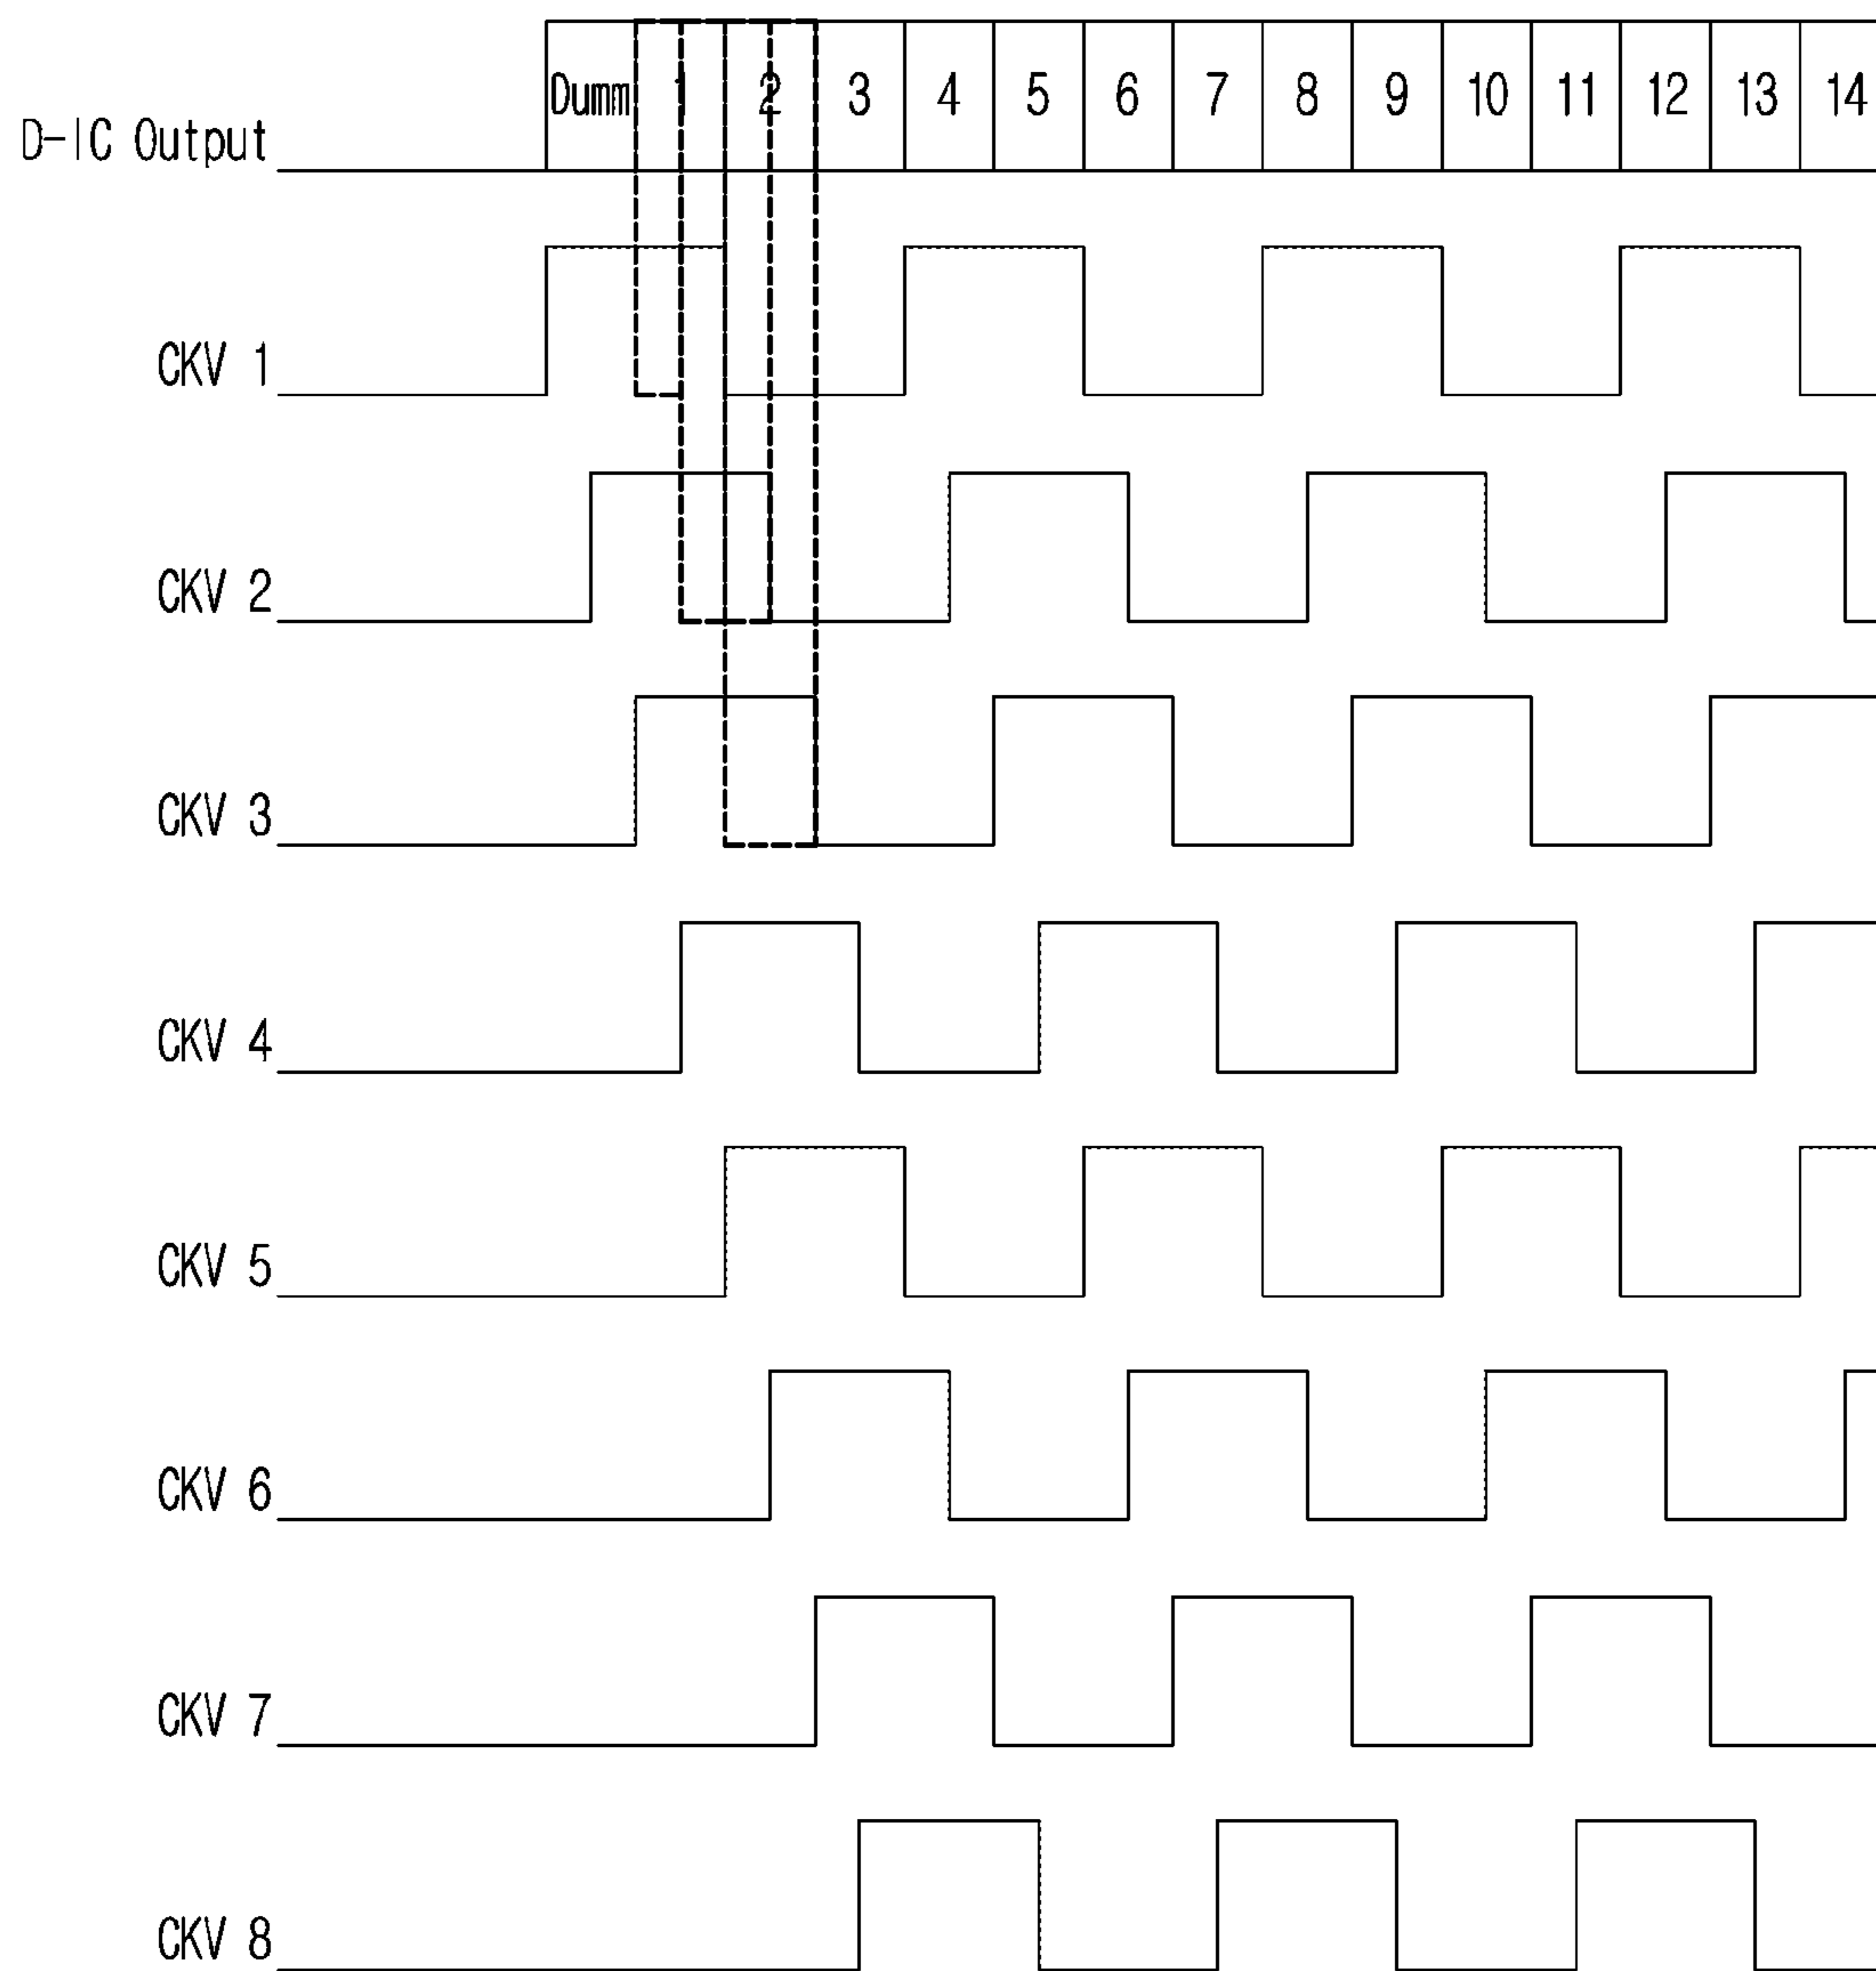 Dumm 1 2 3 4 5 6 7 8 9 10 11 12 13 14
D-IC Output
CKV 1
CKV 2
CKV 3
CKV 4
CKV 5
CKV 6
CKV 7
CKV 8